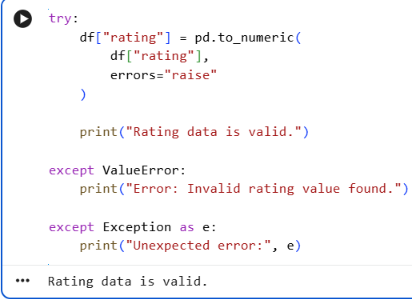 try:
    df["rating"] = pd.to_numeric(
        df["rating"],
        errors="raise"
    )
    print("Rating data is valid.")
except ValueError:
    print("Error: Invalid rating value found.")
except Exception as e:
    print("Unexpected error:", e)
Rating data is valid.